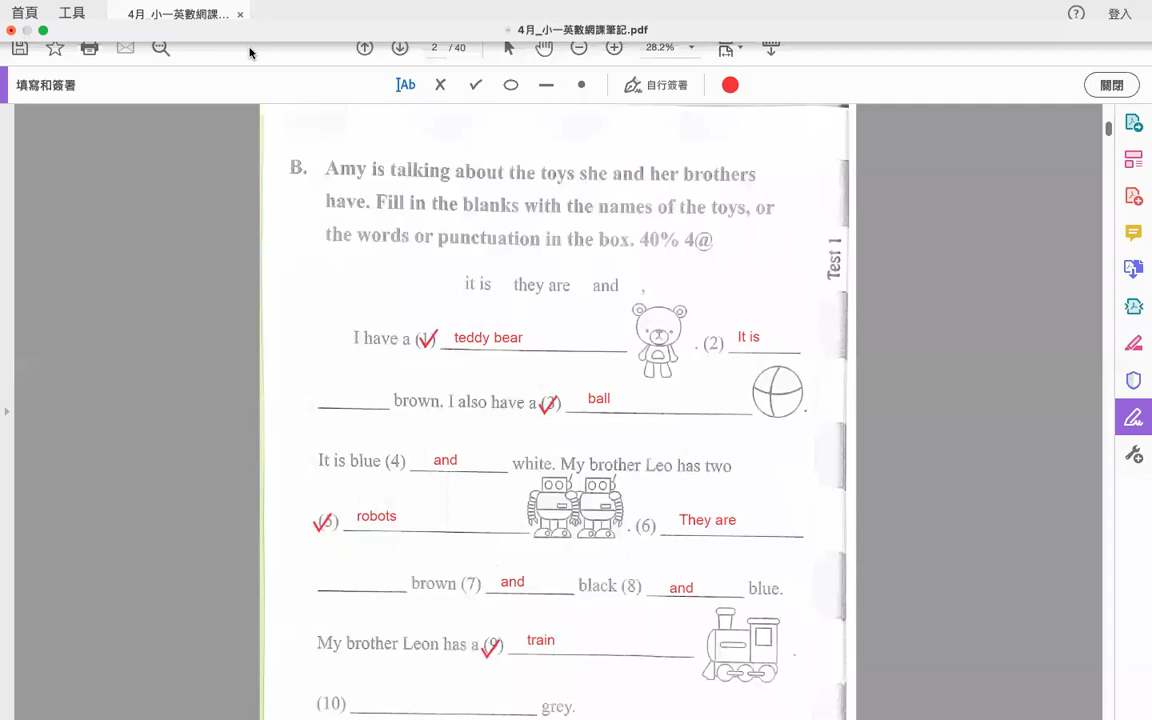 首頁 工具 4月_小一英數網課... × 登入
4月_小一英數網課筆記.pdf
2 / 40 28.2%
填寫和簽署 Ab 自行簽署 關閉
B. Amy is talking about the toys she and her brothers
have. Fill in the blanks with the names of the toys, or
the words or punctuation in the box. 40% 4@
Test 1
it is they are and ,
I have a (1) teddy bear . (2) It is
brown. I also have a (3) ball .
It is blue (4) and white. My brother Leo has two
(5) robots . (6) They are
brown (7) and black (8) and blue.
My brother Leon has a (9) train .
(10) grey.